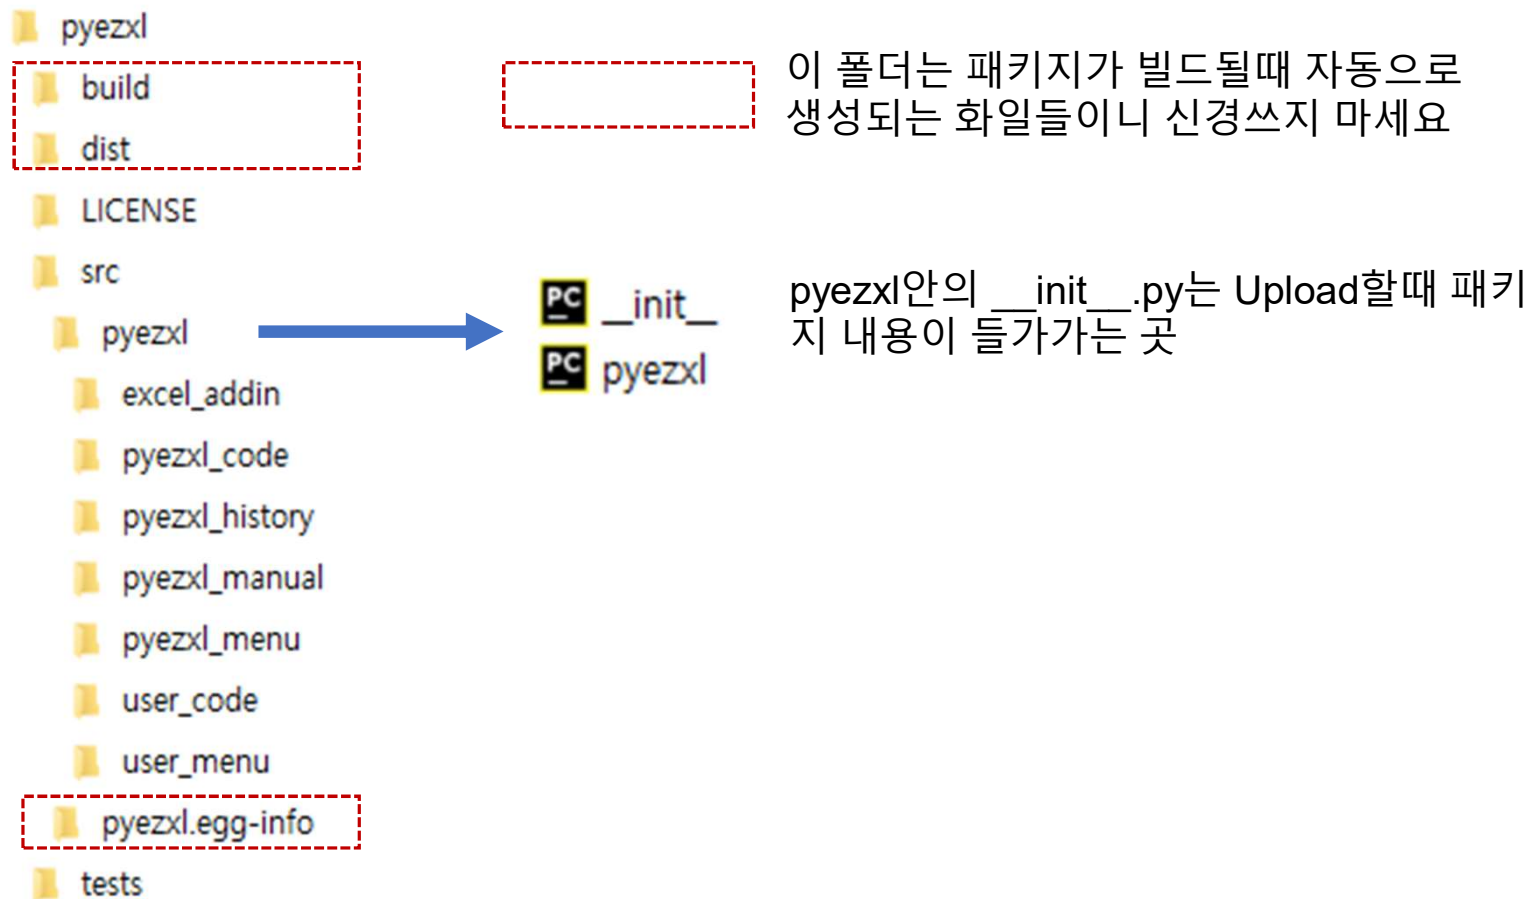 pyezxl
build
dist
LICENSE
src
pyezxl
excel_addin
pyezxl_code
pyezxl_history
pyezxl_manual
pyezxl_menu
user_code
user_menu
pyezxl.egg-info
tests
__init__
pyezxl
이 폴더는 패키지가 빌드될때 자동으로
생성되는 화일들이니 신경쓰지 마세요
pyezxl안의 __init__.py는 Upload할때 패키
지 내용이 들가가는 곳